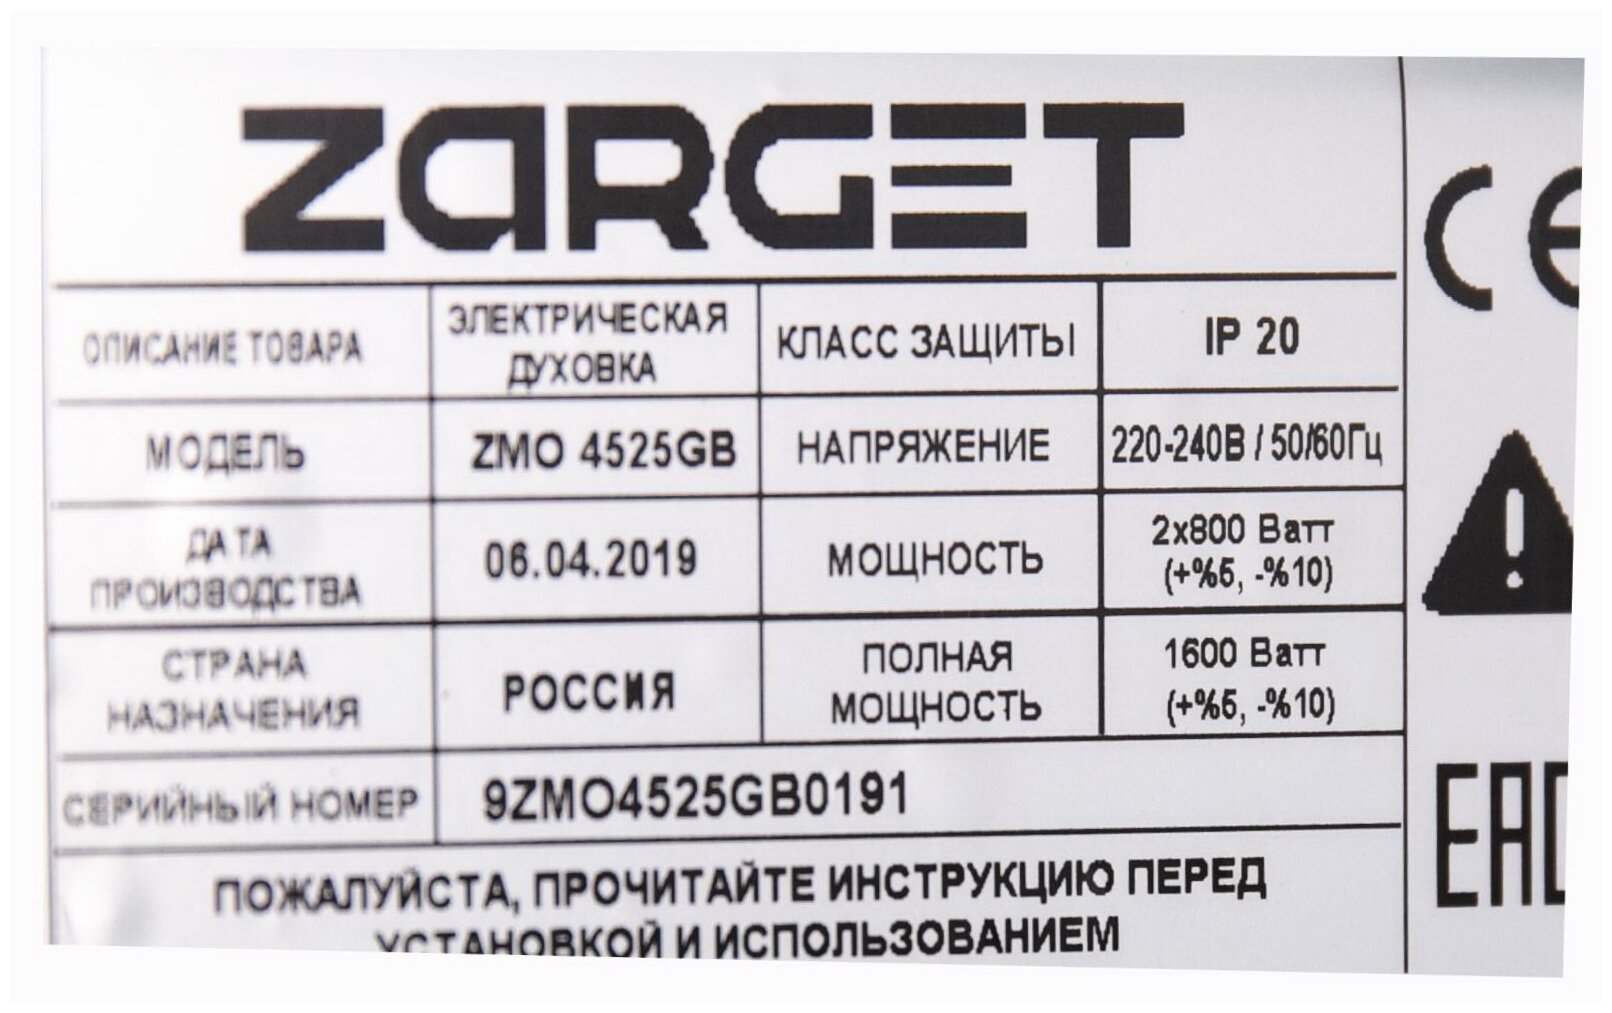 ZARGET
ОПИСАНИЕ ТОВАРА
ЭЛЕКТРИЧЕСКАЯ
ДУХОВКА
КЛАСС ЗАЩИТЫ
IP 20
МОДЕЛЬ
ZMO 4525GB
НАПРЯЖЕНИЕ
220-240В / 50/60Гц
ДАТА
ПРОИЗВОДСТВА
06.04.2019
МОЩНОСТЬ
2x800 Ватт
(+%5, -%10)
СТРАНА
НАЗНАЧЕНИЯ
РОССИЯ
ПОЛНАЯ
МОЩНОСТЬ
1600 Ватт
(+%5, -%10)
СЕРИЙНЫЙ НОМЕР
9ZMO4525GB0191
ПОЖАЛУЙСТА, ПРОЧИТАЙТЕ ИНСТРУКЦИЮ ПЕРЕД
УСТАНОВКОЙ И ИСПОЛЬЗОВАНИЕМ
CE
EAC